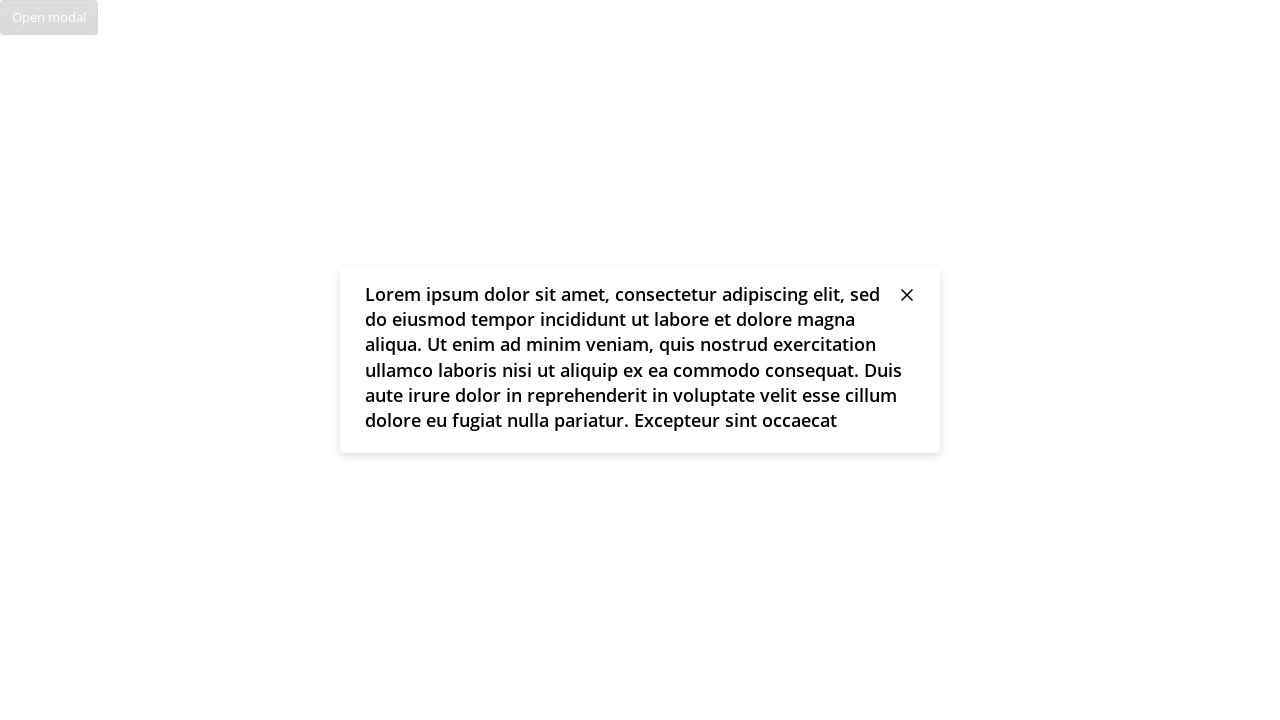 Open modal
Lorem ipsum dolor sit amet, consectetur adipiscing elit, sed
do eiusmod tempor incididunt ut labore et dolore magna
aliqua. Ut enim ad minim veniam, quis nostrud exercitation
ullamco laboris nisi ut aliquip ex ea commodo consequat. Duis
aute irure dolor in reprehenderit in voluptate velit esse cillum
dolore eu fugiat nulla pariatur. Excepteur sint occaecat